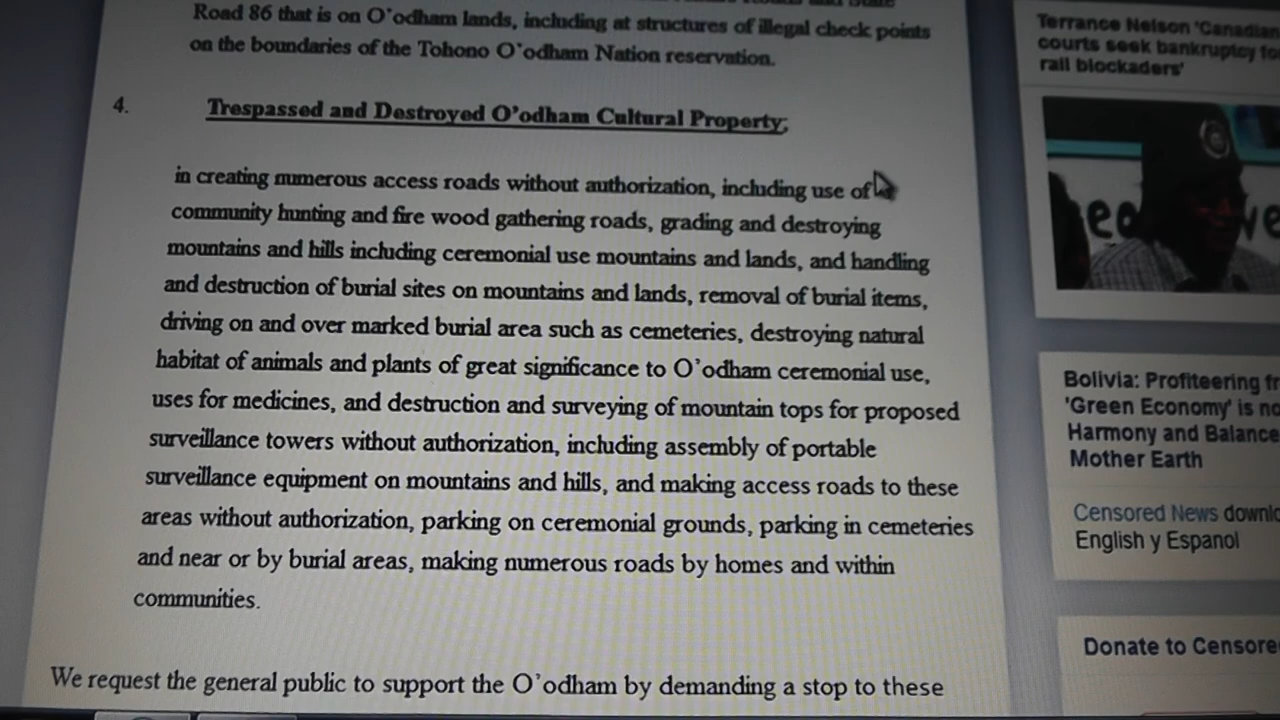 Road 86 that is on O'odham lands, including at structures of illegal check points
on the boundaries of the Tohono O'odham Nation reservation.
4. Trespassed and Destroyed O'odham Cultural Property;
in creating numerous access roads without authorization, including use of
community hunting and fire wood gathering roads, grading and destroying
mountains and hills including ceremonial use mountains and lands, and handling
and destruction of burial sites on mountains and lands, removal of burial items,
driving on and over marked burial area such as cemeteries, destroying natural
habitat of animals and plants of great significance to O'odham ceremonial use,
uses for medicines, and destruction and surveying of mountain tops for proposed
surveillance towers without authorization, including assembly of portable
surveillance equipment on mountains and hills, and making access roads to these
areas without authorization, parking on ceremonial grounds, parking in cemeteries
and near or by burial areas, making numerous roads by homes and within
communities.
We request the general public to support the O'odham by demanding a stop to these
Terrance Nelson 'Canadian
courts seek bankruptcy fo
rail blockaders'
Bolivia: Profiteering fr
'Green Economy' is no
Harmony and Balance
Mother Earth
Censored News downlo
English y Espanol
Donate to Censore